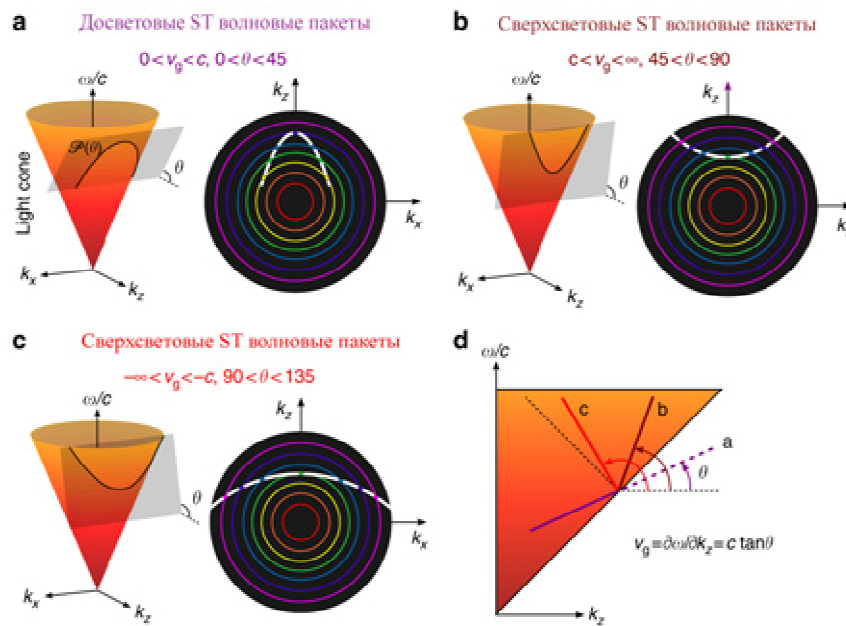 a
Досветовые ST волновые пакеты
0 < vg < c, 0 < θ < 45
ω/c
𝒫(θ)
θ
Light cone
kx
kz
kz
kx
b
Сверхсветовые ST волновые пакеты
c < vg < ∞, 45 < θ < 90
ω/c
θ
kx
kz
kz
k
c
Сверхсветовые ST волновые пакеты
−∞ < vg < −c, 90 < θ < 135
ω/c
θ
kx
kz
kz
kx
d
ω/c
c
b
a
θ
vg = ∂ω/∂kz = c tanθ
kz